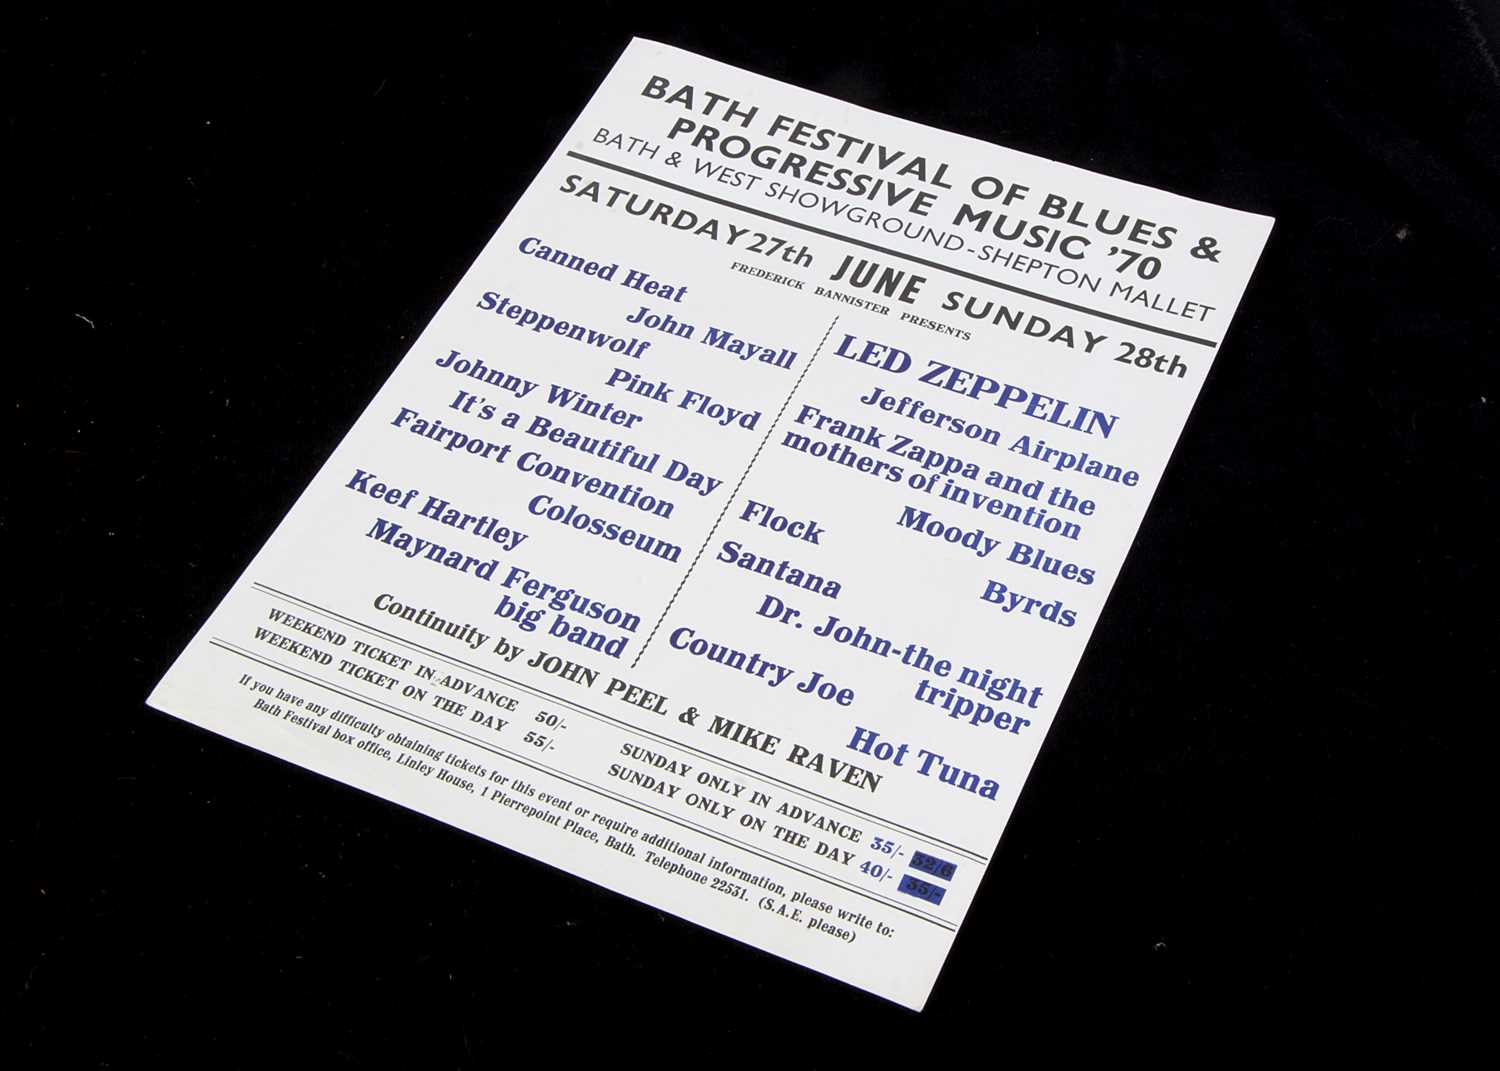 BATH FESTIVAL OF BLUES &
PROGRESSIVE MUSIC '70
BATH & WEST SHOWGROUND-SHEPTON MALLET
SATURDAY 27th JUNE SUNDAY 28th
FREDERICK BANNISTER PRESENTS
Canned Heat
John Mayall
Steppenwolf
Pink Floyd
Johnny Winter
It's a Beautiful Day
Fairport Convention
Colosseum
Keef Hartley
Maynard Ferguson
big band
LED ZEPPELIN
Jefferson Airplane
Frank Zappa and the
mothers of invention
Moody Blues
Flock
Byrds
Santana
Dr. John-the night
tripper
Country Joe
Hot Tuna
Continuity by JOHN PEEL & MIKE RAVEN
WEEKEND TICKET IN ADVANCE 50/-
WEEKEND TICKET ON THE DAY 55/-
SUNDAY ONLY IN ADVANCE 35/- 32/6
SUNDAY ONLY ON THE DAY 40/- 35/-
If you have any difficulty obtaining tickets for this event or require additional information, please write to:
Bath Festival box office, Linley House, 1 Pierrepoint Place, Bath. Telephone 22531. (S.A.E. please)